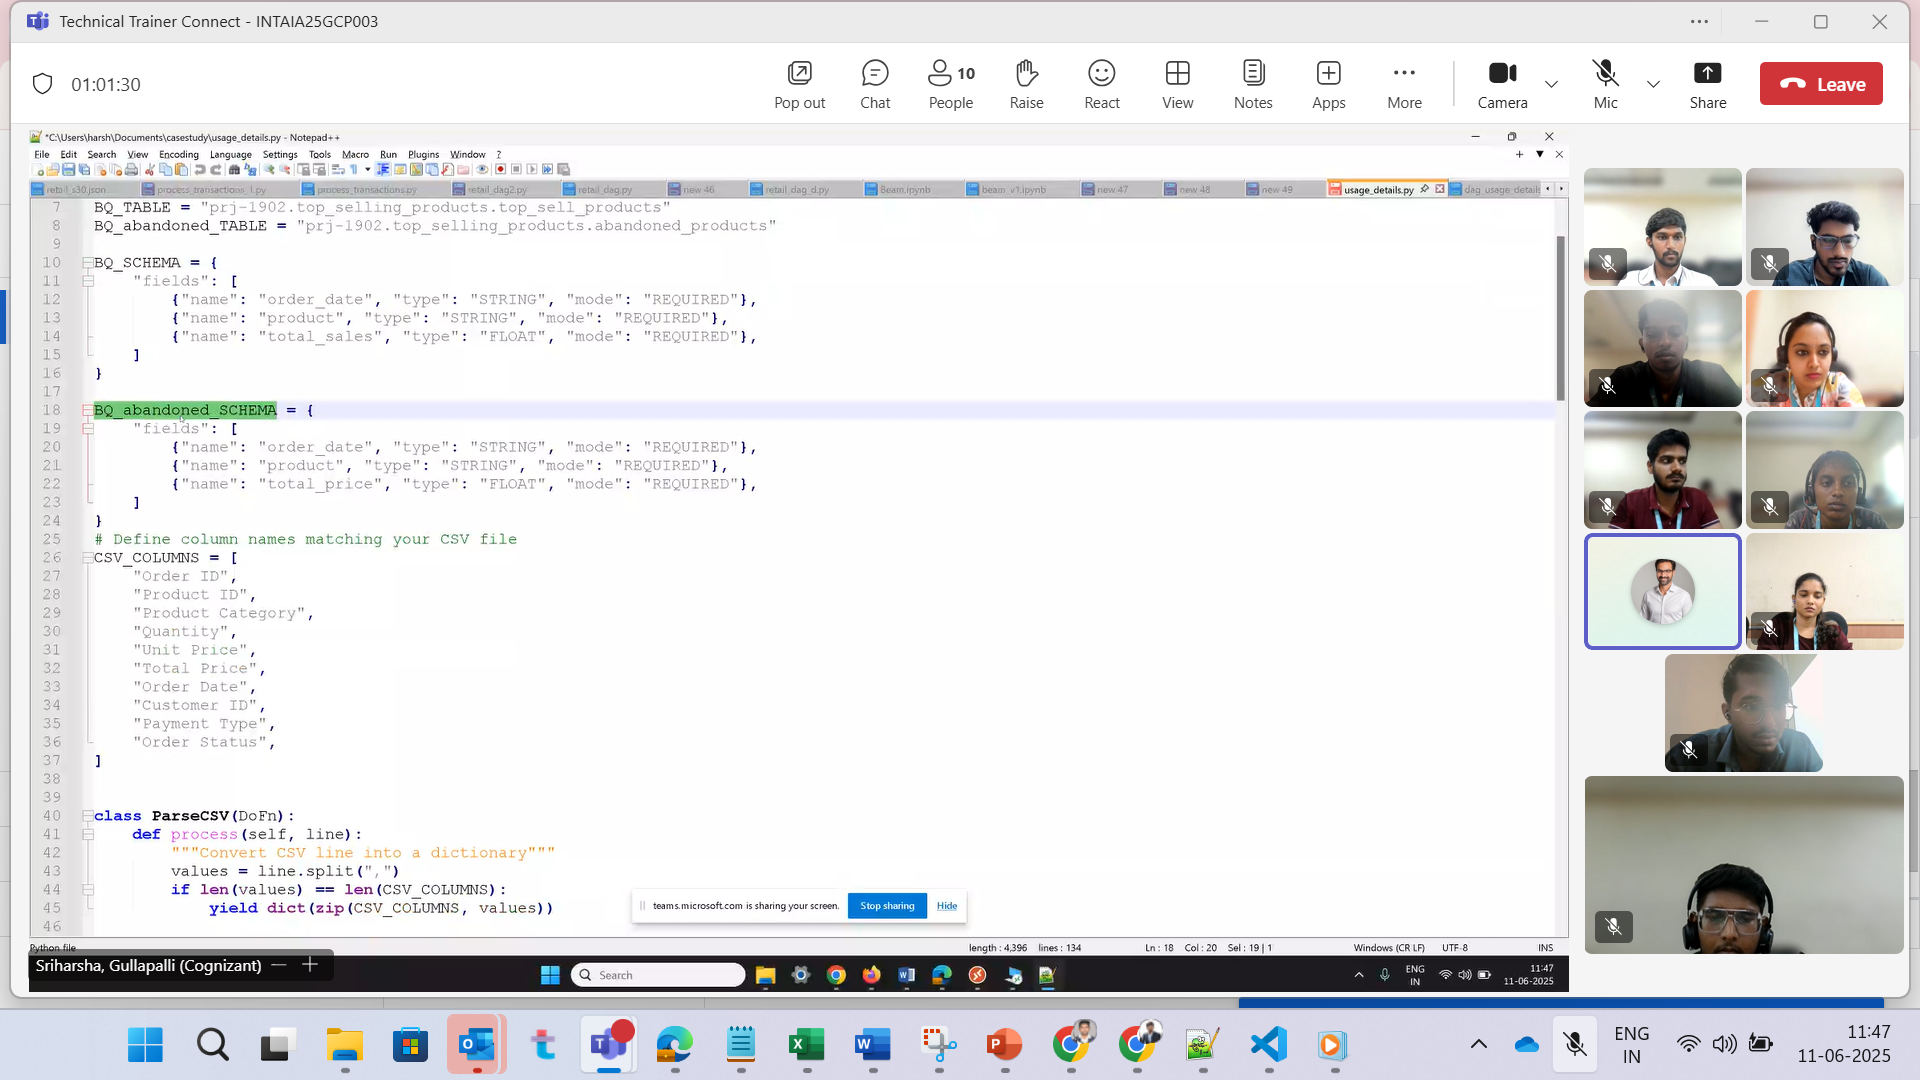 Technical Trainer Connect - INTAIA25GCP003
01:01:30
Pop out
Chat
People
10
Raise
React
View
Notes
Apps
More
Camera
Mic
Share
Leave
*C:\Users\harsh\Documents\casestudy\usage_details.py - Notepad++
File Edit Search View Encoding Language Settings Tools Macro Run Plugins Window ?
retail_s30.json process_transactions_l.py process_transactions.py retail_dag2.py retail_dag.py new 46 retail_dag_d.py Beam.ipynb beam_v1.ipynb new 47 new 48 new 49 usage_details.py dag_usage_details
7 BQ_TABLE = "prj-1902.top_selling_products.top_sell_products"
8 BQ_abandoned_TABLE = "prj-1902.top_selling_products.abandoned_products"
9
10 BQ_SCHEMA = {
11 "fields": [
12 {"name": "order_date", "type": "STRING", "mode": "REQUIRED"},
13 {"name": "product", "type": "STRING", "mode": "REQUIRED"},
14 {"name": "total_sales", "type": "FLOAT", "mode": "REQUIRED"},
15 ]
16 }
17
18 BQ_abandoned_SCHEMA = {
19 "fields": [
20 {"name": "order_date", "type": "STRING", "mode": "REQUIRED"},
21 {"name": "product", "type": "STRING", "mode": "REQUIRED"},
22 {"name": "total_price", "type": "FLOAT", "mode": "REQUIRED"},
23 ]
24 }
25 # Define column names matching your CSV file
26 CSV_COLUMNS = [
27 "Order ID",
28 "Product ID",
29 "Product Category",
30 "Quantity",
31 "Unit Price",
32 "Total Price",
33 "Order Date",
34 "Customer ID",
35 "Payment Type",
36 "Order Status",
37 ]
38
39
40 class ParseCSV(DoFn):
41 def process(self, line):
42 """Convert CSV line into a dictionary"""
43 values = line.split(",")
44 if len(values) == len(CSV_COLUMNS):
45 yield dict(zip(CSV_COLUMNS, values))
46
teams.microsoft.com is sharing your screen.
Stop sharing
Hide
Python file
length : 4,396 lines : 134
Ln : 18 Col : 20 Sel : 19 | 1
Windows (CR LF)
UTF-8
INS
Sriharsha, Gullapalli (Cognizant)
Search
ENG
IN
11:47
11-06-2025
ENG
IN
11:47
11-06-2025